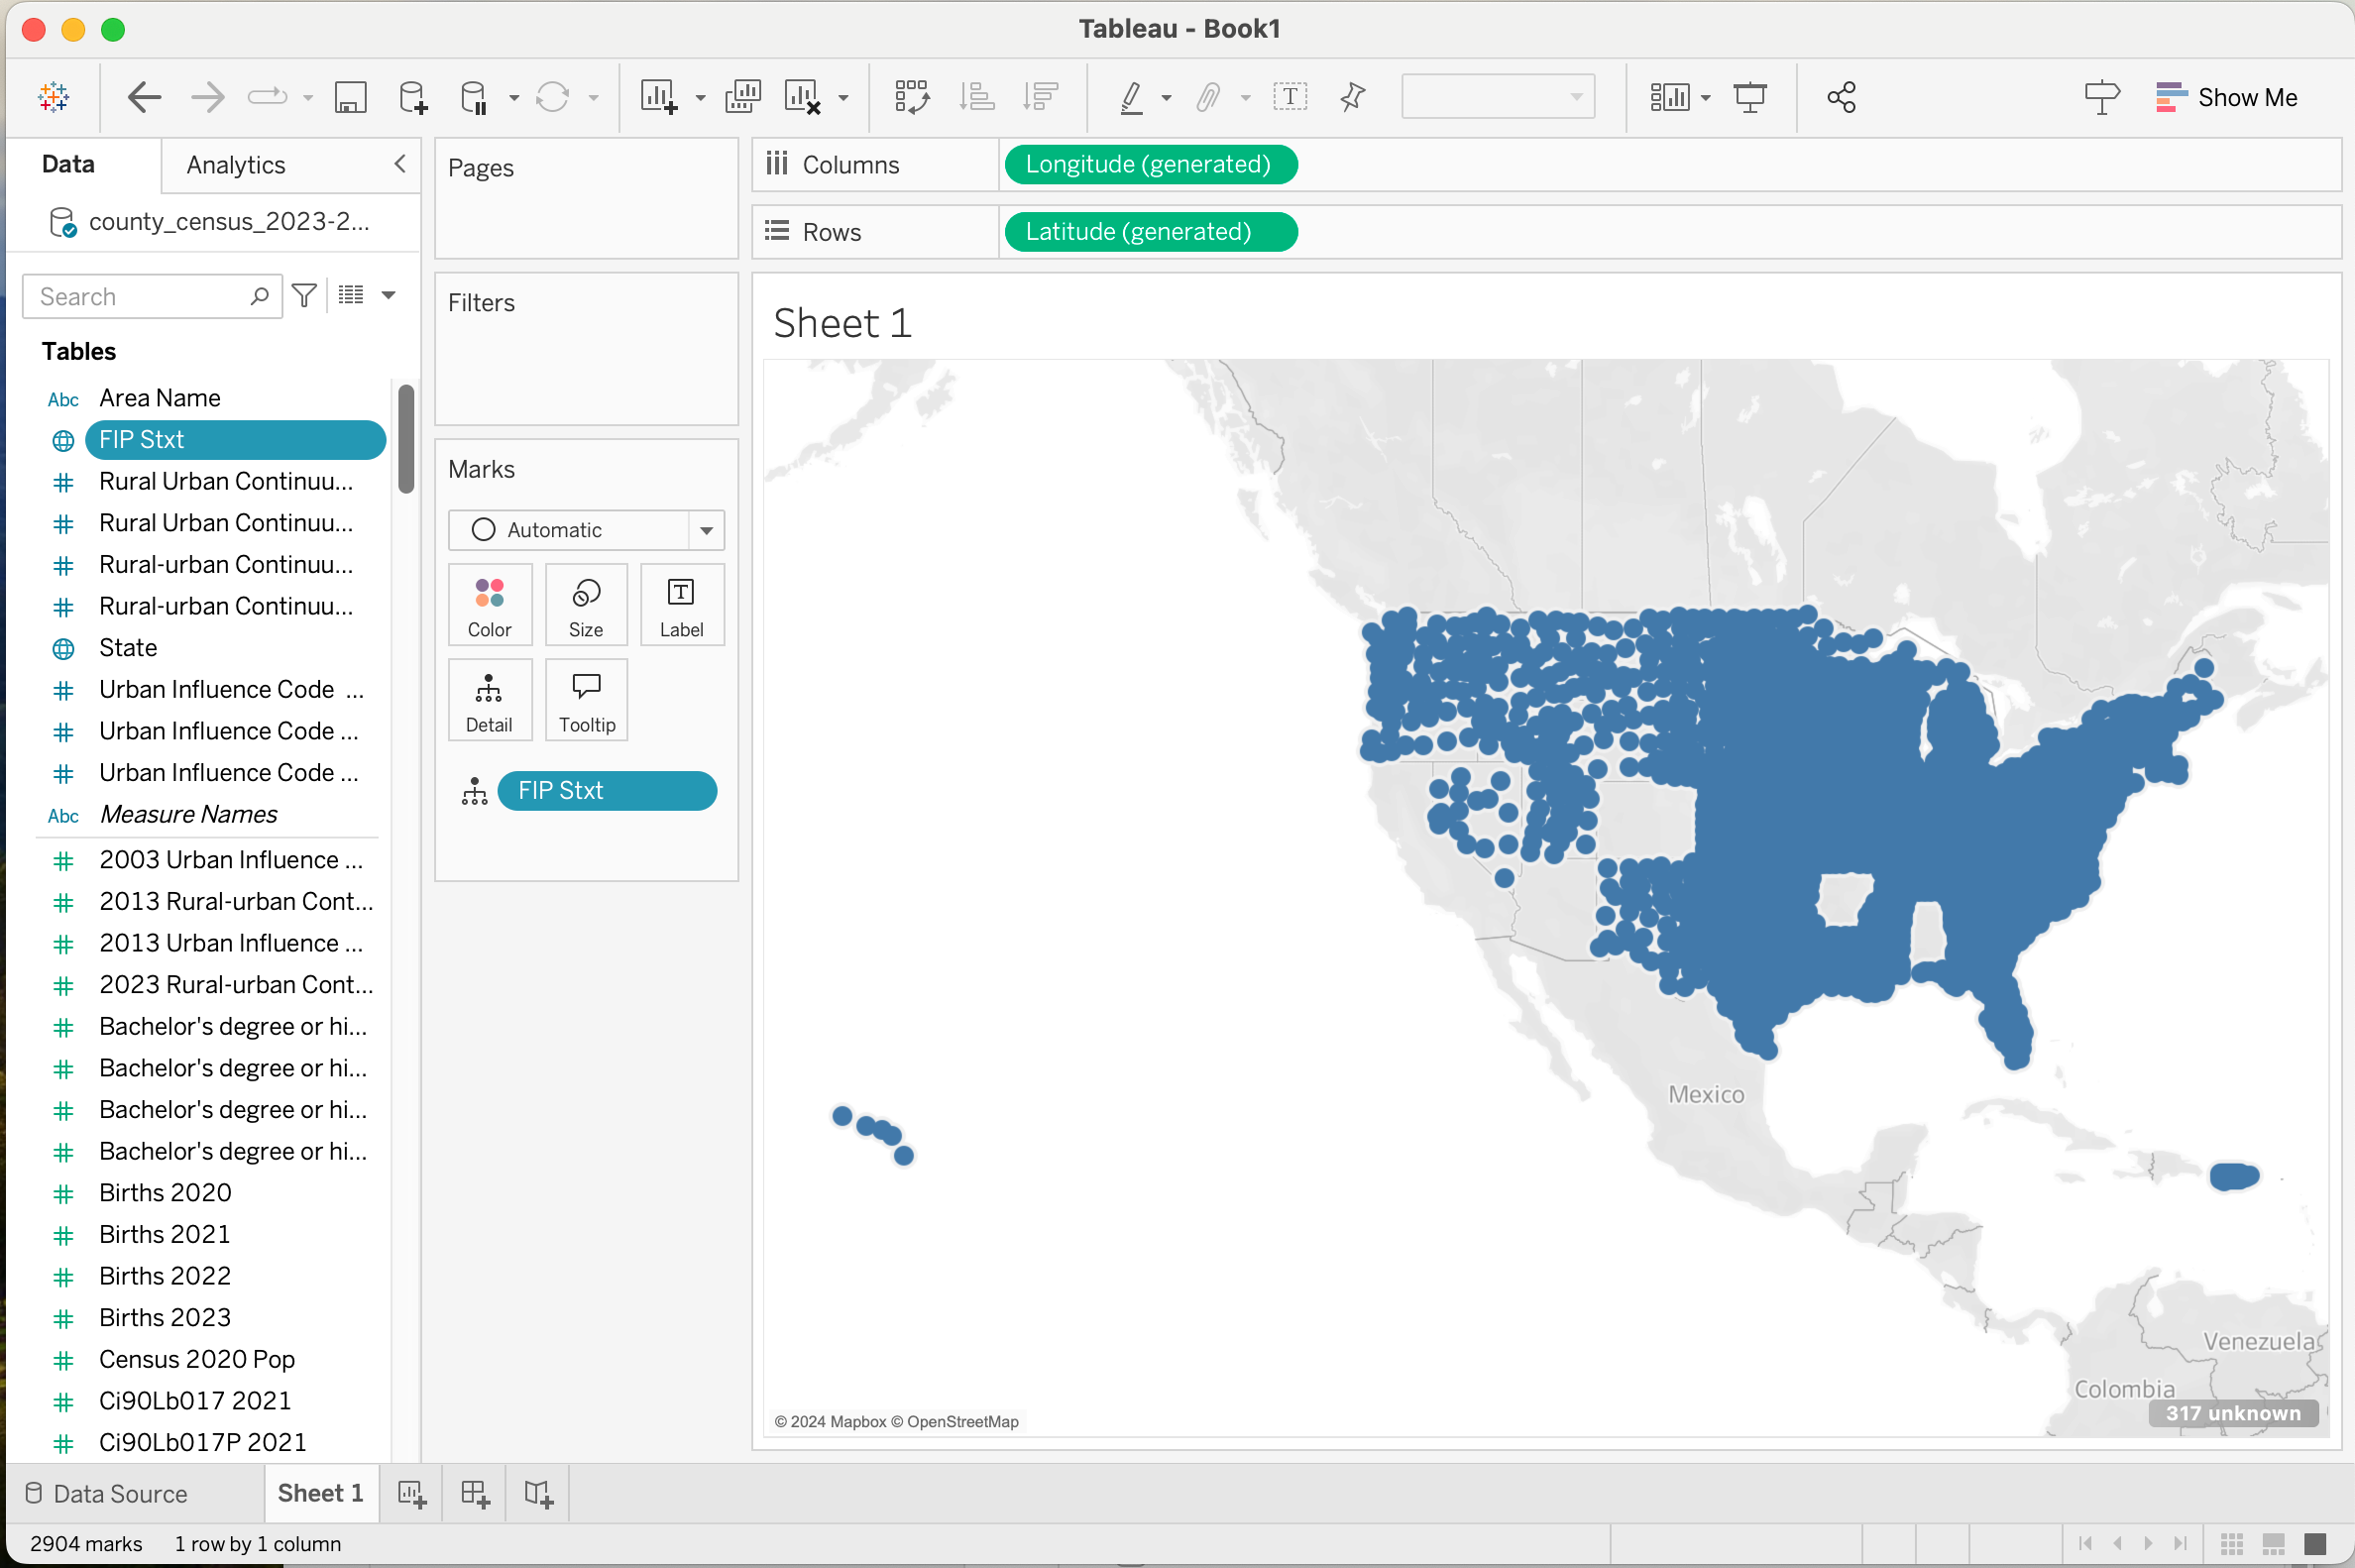 Tableau - Book1
Show Me
Data
Analytics
county_census_2023-2...
Search
Tables
Abc Area Name
FIP Stxt
Rural Urban Continuu...
Rural Urban Continuu...
Rural-urban Continuu...
Rural-urban Continuu...
State
Urban Influence Code ...
Urban Influence Code ...
Urban Influence Code ...
Abc Measure Names
2003 Urban Influence ...
2013 Rural-urban Cont...
2013 Urban Influence ...
2023 Rural-urban Cont...
Bachelor's degree or hi...
Bachelor's degree or hi...
Bachelor's degree or hi...
Bachelor's degree or hi...
Births 2020
Births 2021
Births 2022
Births 2023
Census 2020 Pop
Ci90Lb017 2021
Ci90Lb017P 2021
Pages
Filters
Marks
Automatic
Color
Size
Label
Detail
Tooltip
FIP Stxt
Columns
Longitude (generated)
Rows
Latitude (generated)
Sheet 1
Mexico
Venezuela
Colombia
317 unknown
© 2024 Mapbox © OpenStreetMap
Data Source
Sheet 1
2904 marks
1 row by 1 column